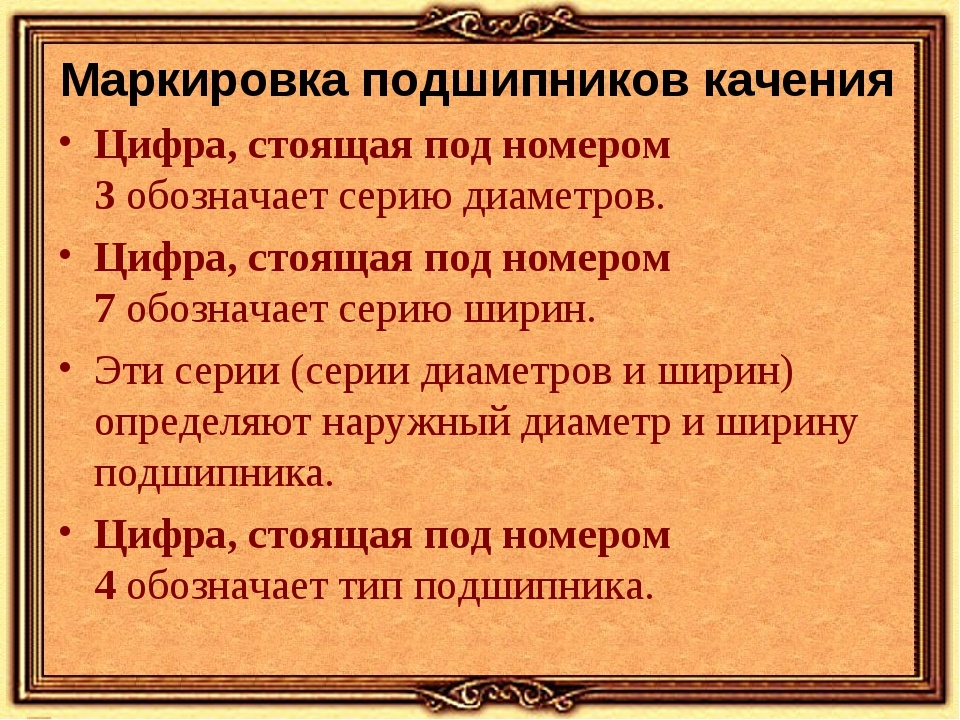 Маркировка подшипников качения
• Цифра, стоящая под номером
3 обозначает серию диаметров.
• Цифра, стоящая под номером
7 обозначает серию ширин.
• Эти серии (серии диаметров и ширин)
определяют наружный диаметр и ширину
подшипника.
• Цифра, стоящая под номером
4 обозначает тип подшипника.